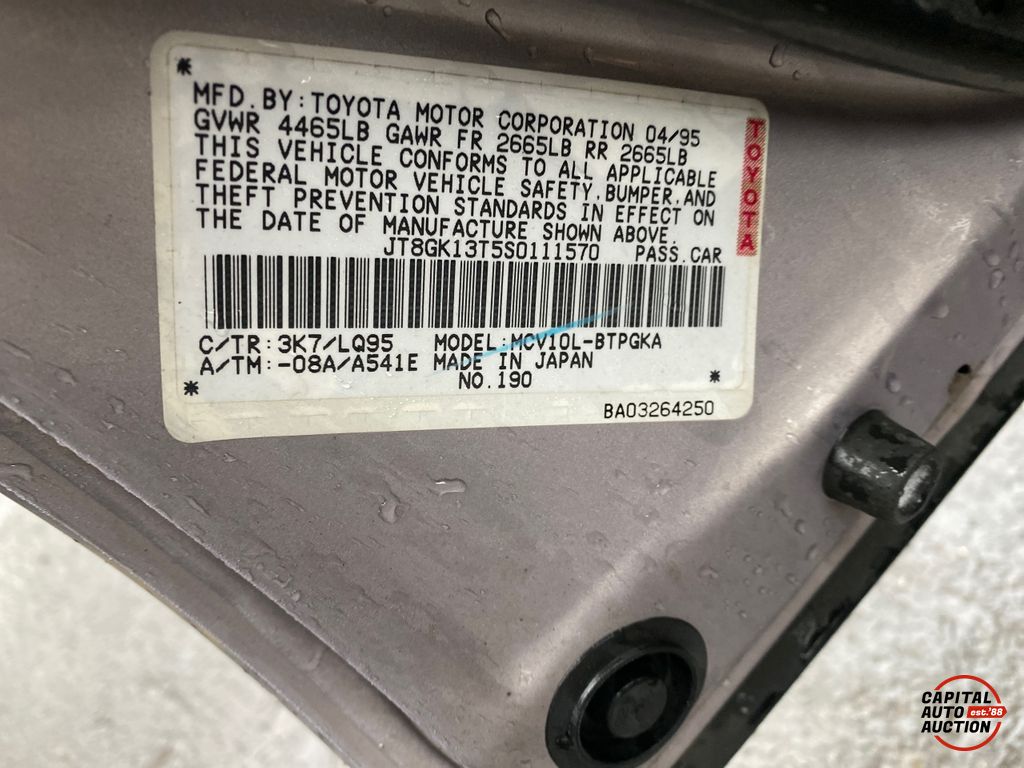 *
MFD.BY:TOYOTA MOTOR CORPORATION 04/95
GVWR 4465LB GAWR FR 2665LB RR 2665LB
THIS VEHICLE CONFORMS TO ALL APPLICABLE
FEDERAL MOTOR VEHICLE SAFETY,BUMPER,AND
THEFT PREVENTION STANDARDS IN EFFECT ON
THE DATE OF MANUFACTURE SHOWN ABOVE.
JT8GK13T5S0111570 PASS.CAR
TOYOTA
C/TR:3K7/LQ95 MODEL:MCV10L-BTPGKA
A/TM:-08A/A541E MADE IN JAPAN
* NO.190 *
BA03264250
CAPITAL
AUTO est.'88
AUCTION